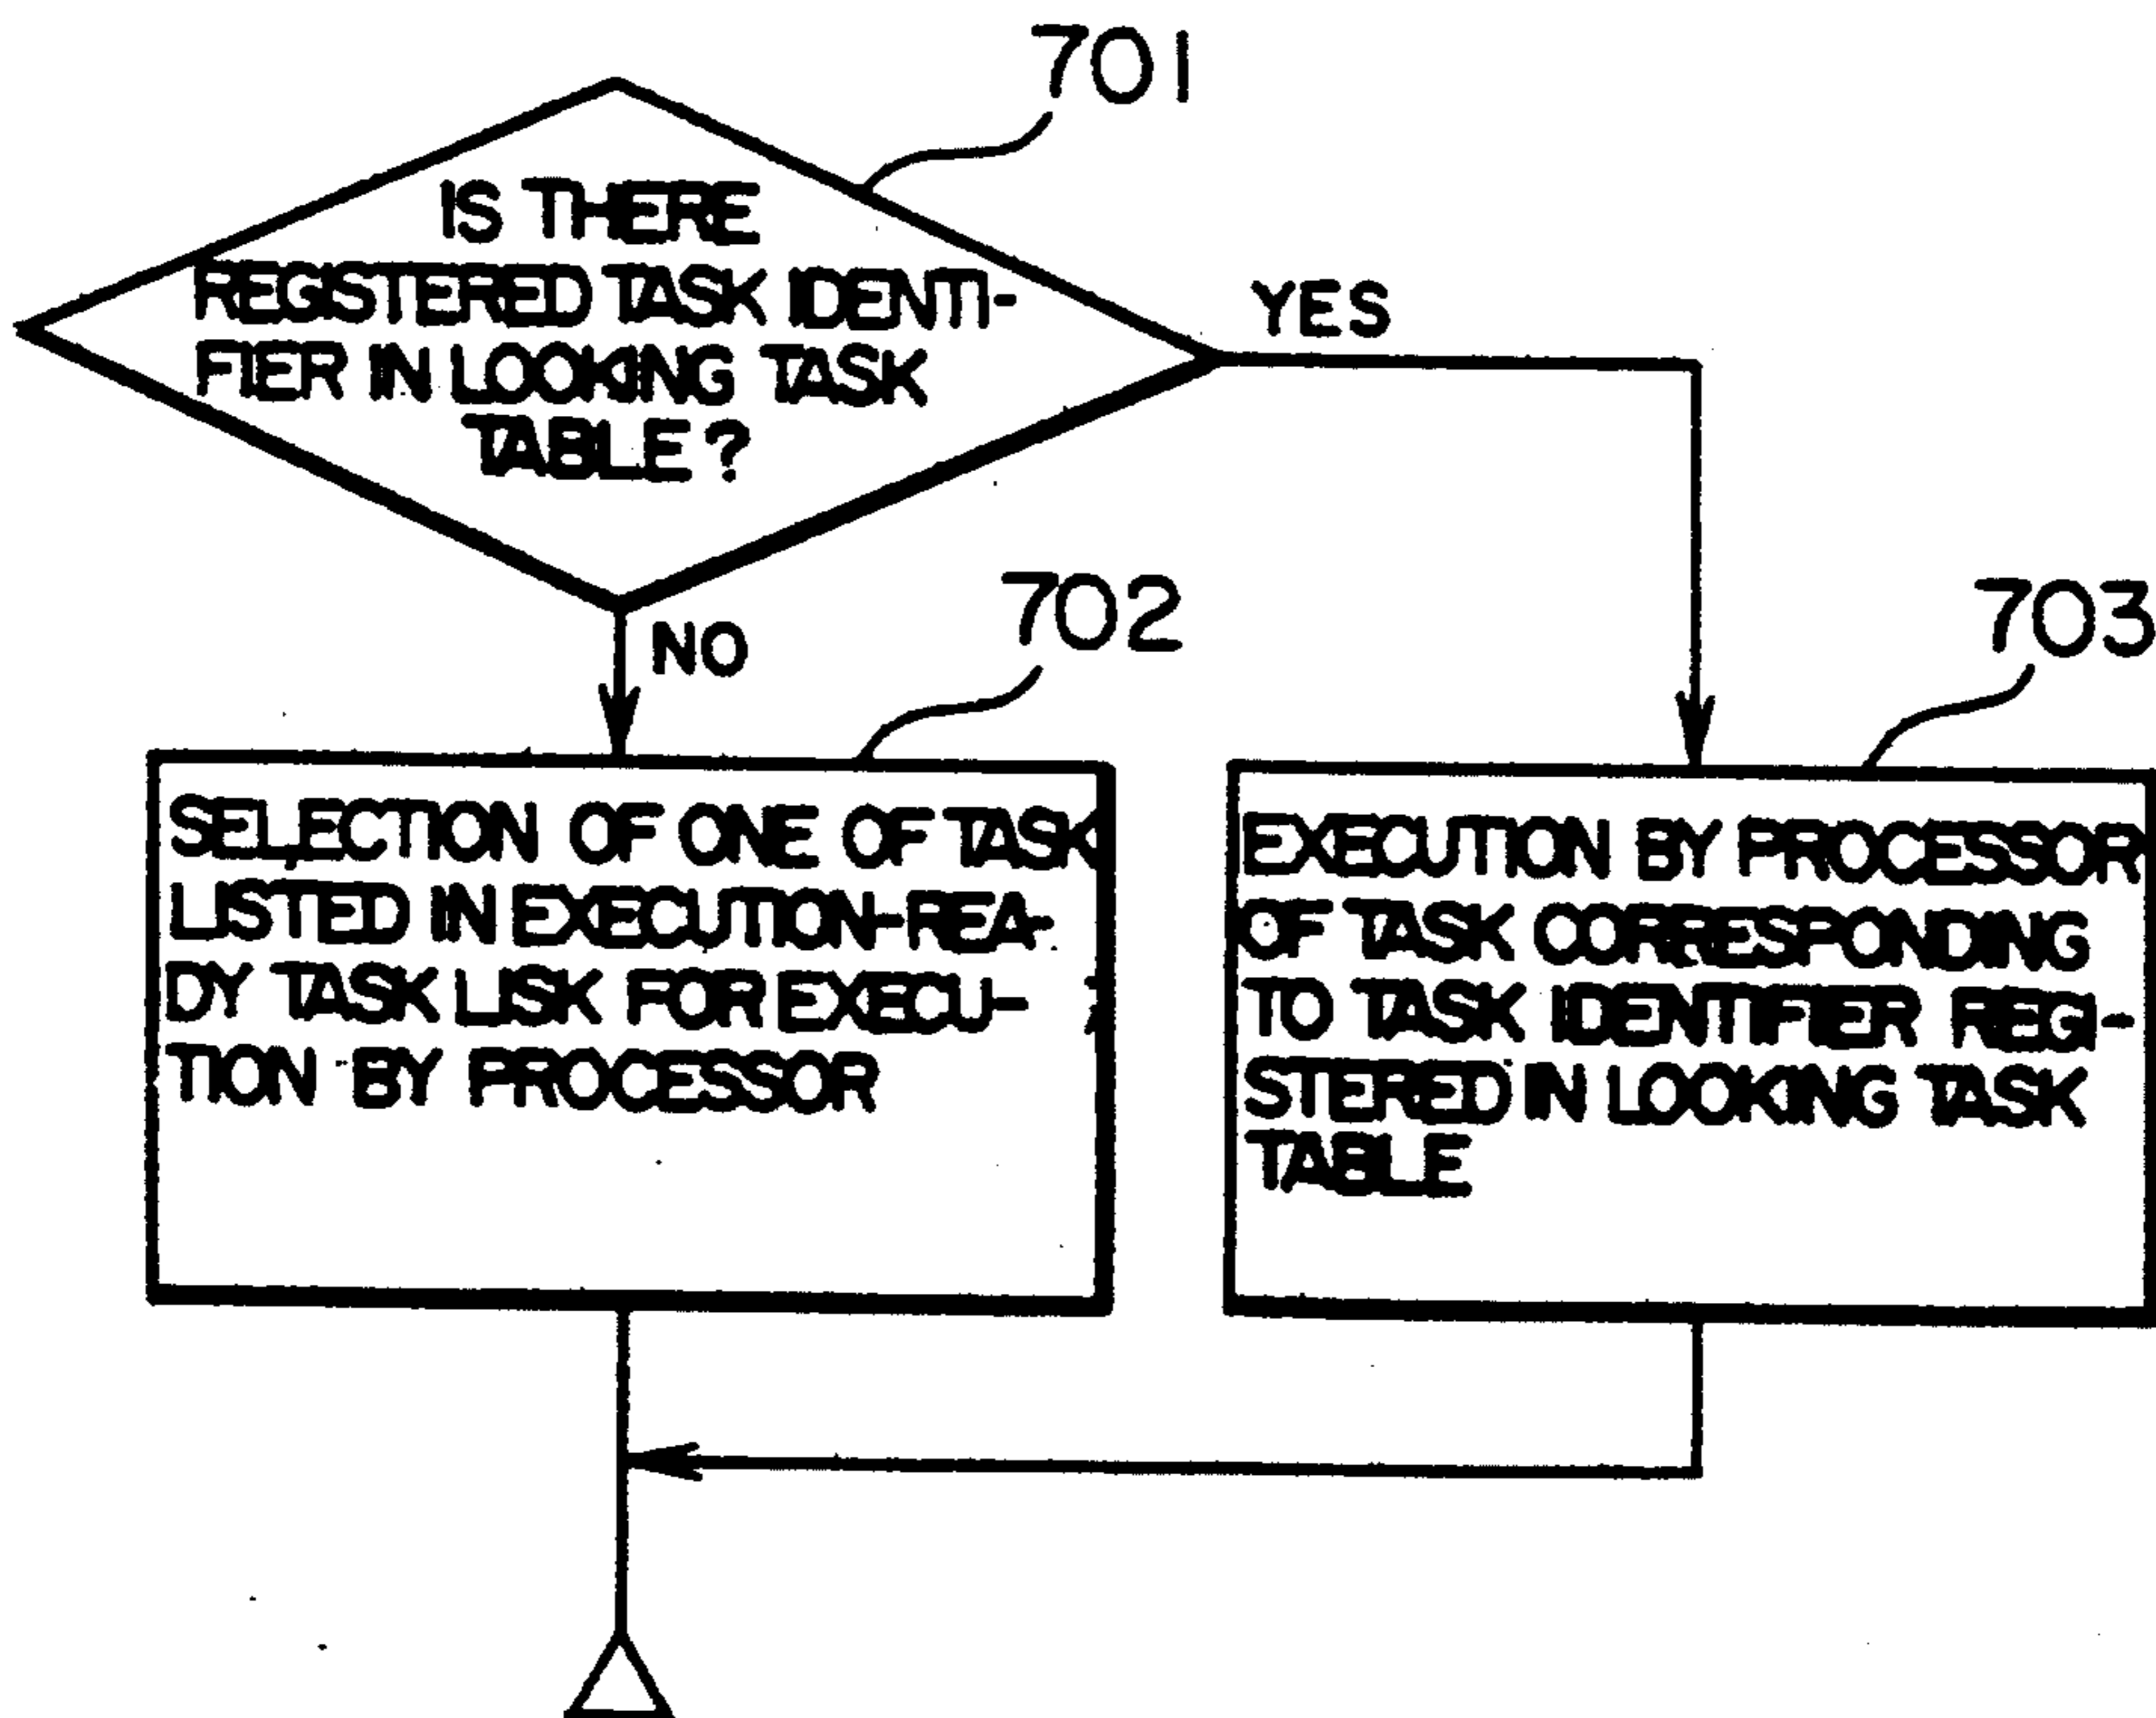 701
IS THERE
REGISTERED TASK IDENTI-
FIER IN LOOKING TASK
TABLE?
YES
NO
702
703
SELECTION OF ONE OF TASK
LISTED IN EXECUTION-REA-
DY TASK LISK FOR EXECU-
TION BY PROCESSOR
EXECUTION BY PROCESSOR
OF TASK CORRESPONDING
TO TASK IDENTIFIER REGI-
STERED IN LOOKING TASK
TABLE